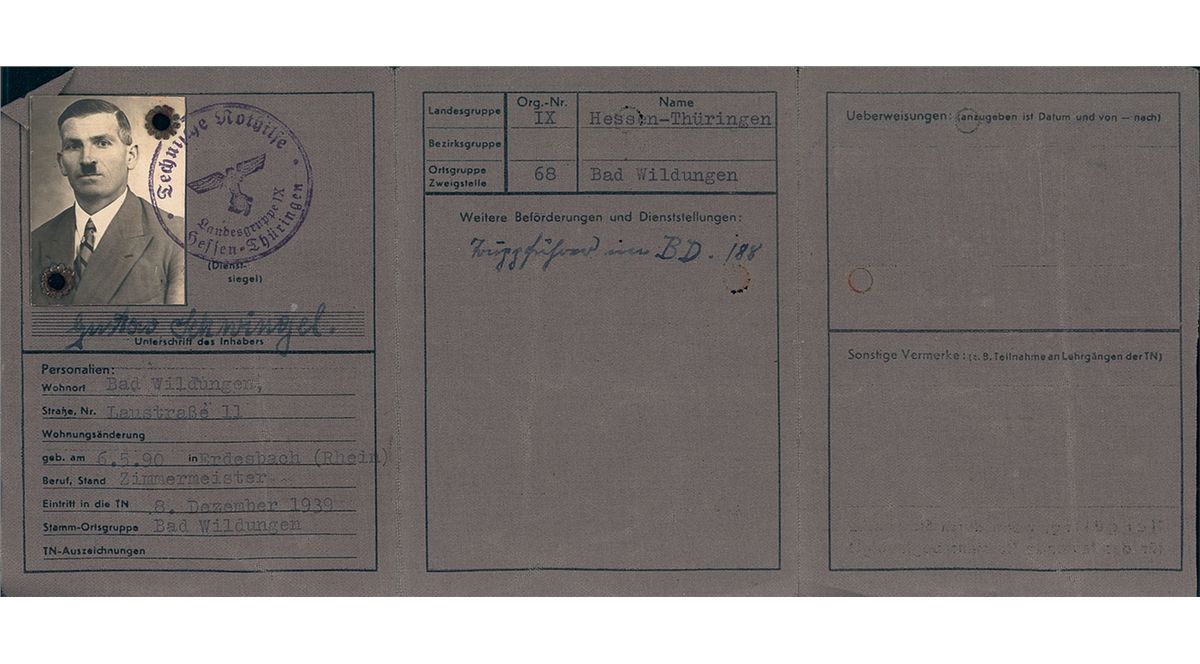 Technische Nothilfe
Landesgruppe IX
Hessen-Thüringen
(Dienst-
siegel)
Gustav Schwingel.
Unterschrift des Inhabers
Personalien:
Wohnort Bad Wildungen,
Straße, Nr. Laustraße 11
Wohnungsänderung
geb. am 6.5.90 in Erdesbach (Rhein)
Beruf, Stand Zimmermeister
Eintritt in die TN 8. Dezember 1939
Stamm-Ortsgruppe Bad Wildungen
TN-Auszeichnungen
Org.-Nr. Name
Landesgruppe IX Hessen-Thüringen
Bezirksgruppe
Ortsgruppe
Zweigstelle 68 Bad Wildungen
Weitere Beförderungen und Dienststellungen:
im BD.
Ueberweisungen: (anzugeben ist Datum und von — nach)
Sonstige Vermerke: (z. B. Teilnahme an Lehrgängen der TN)